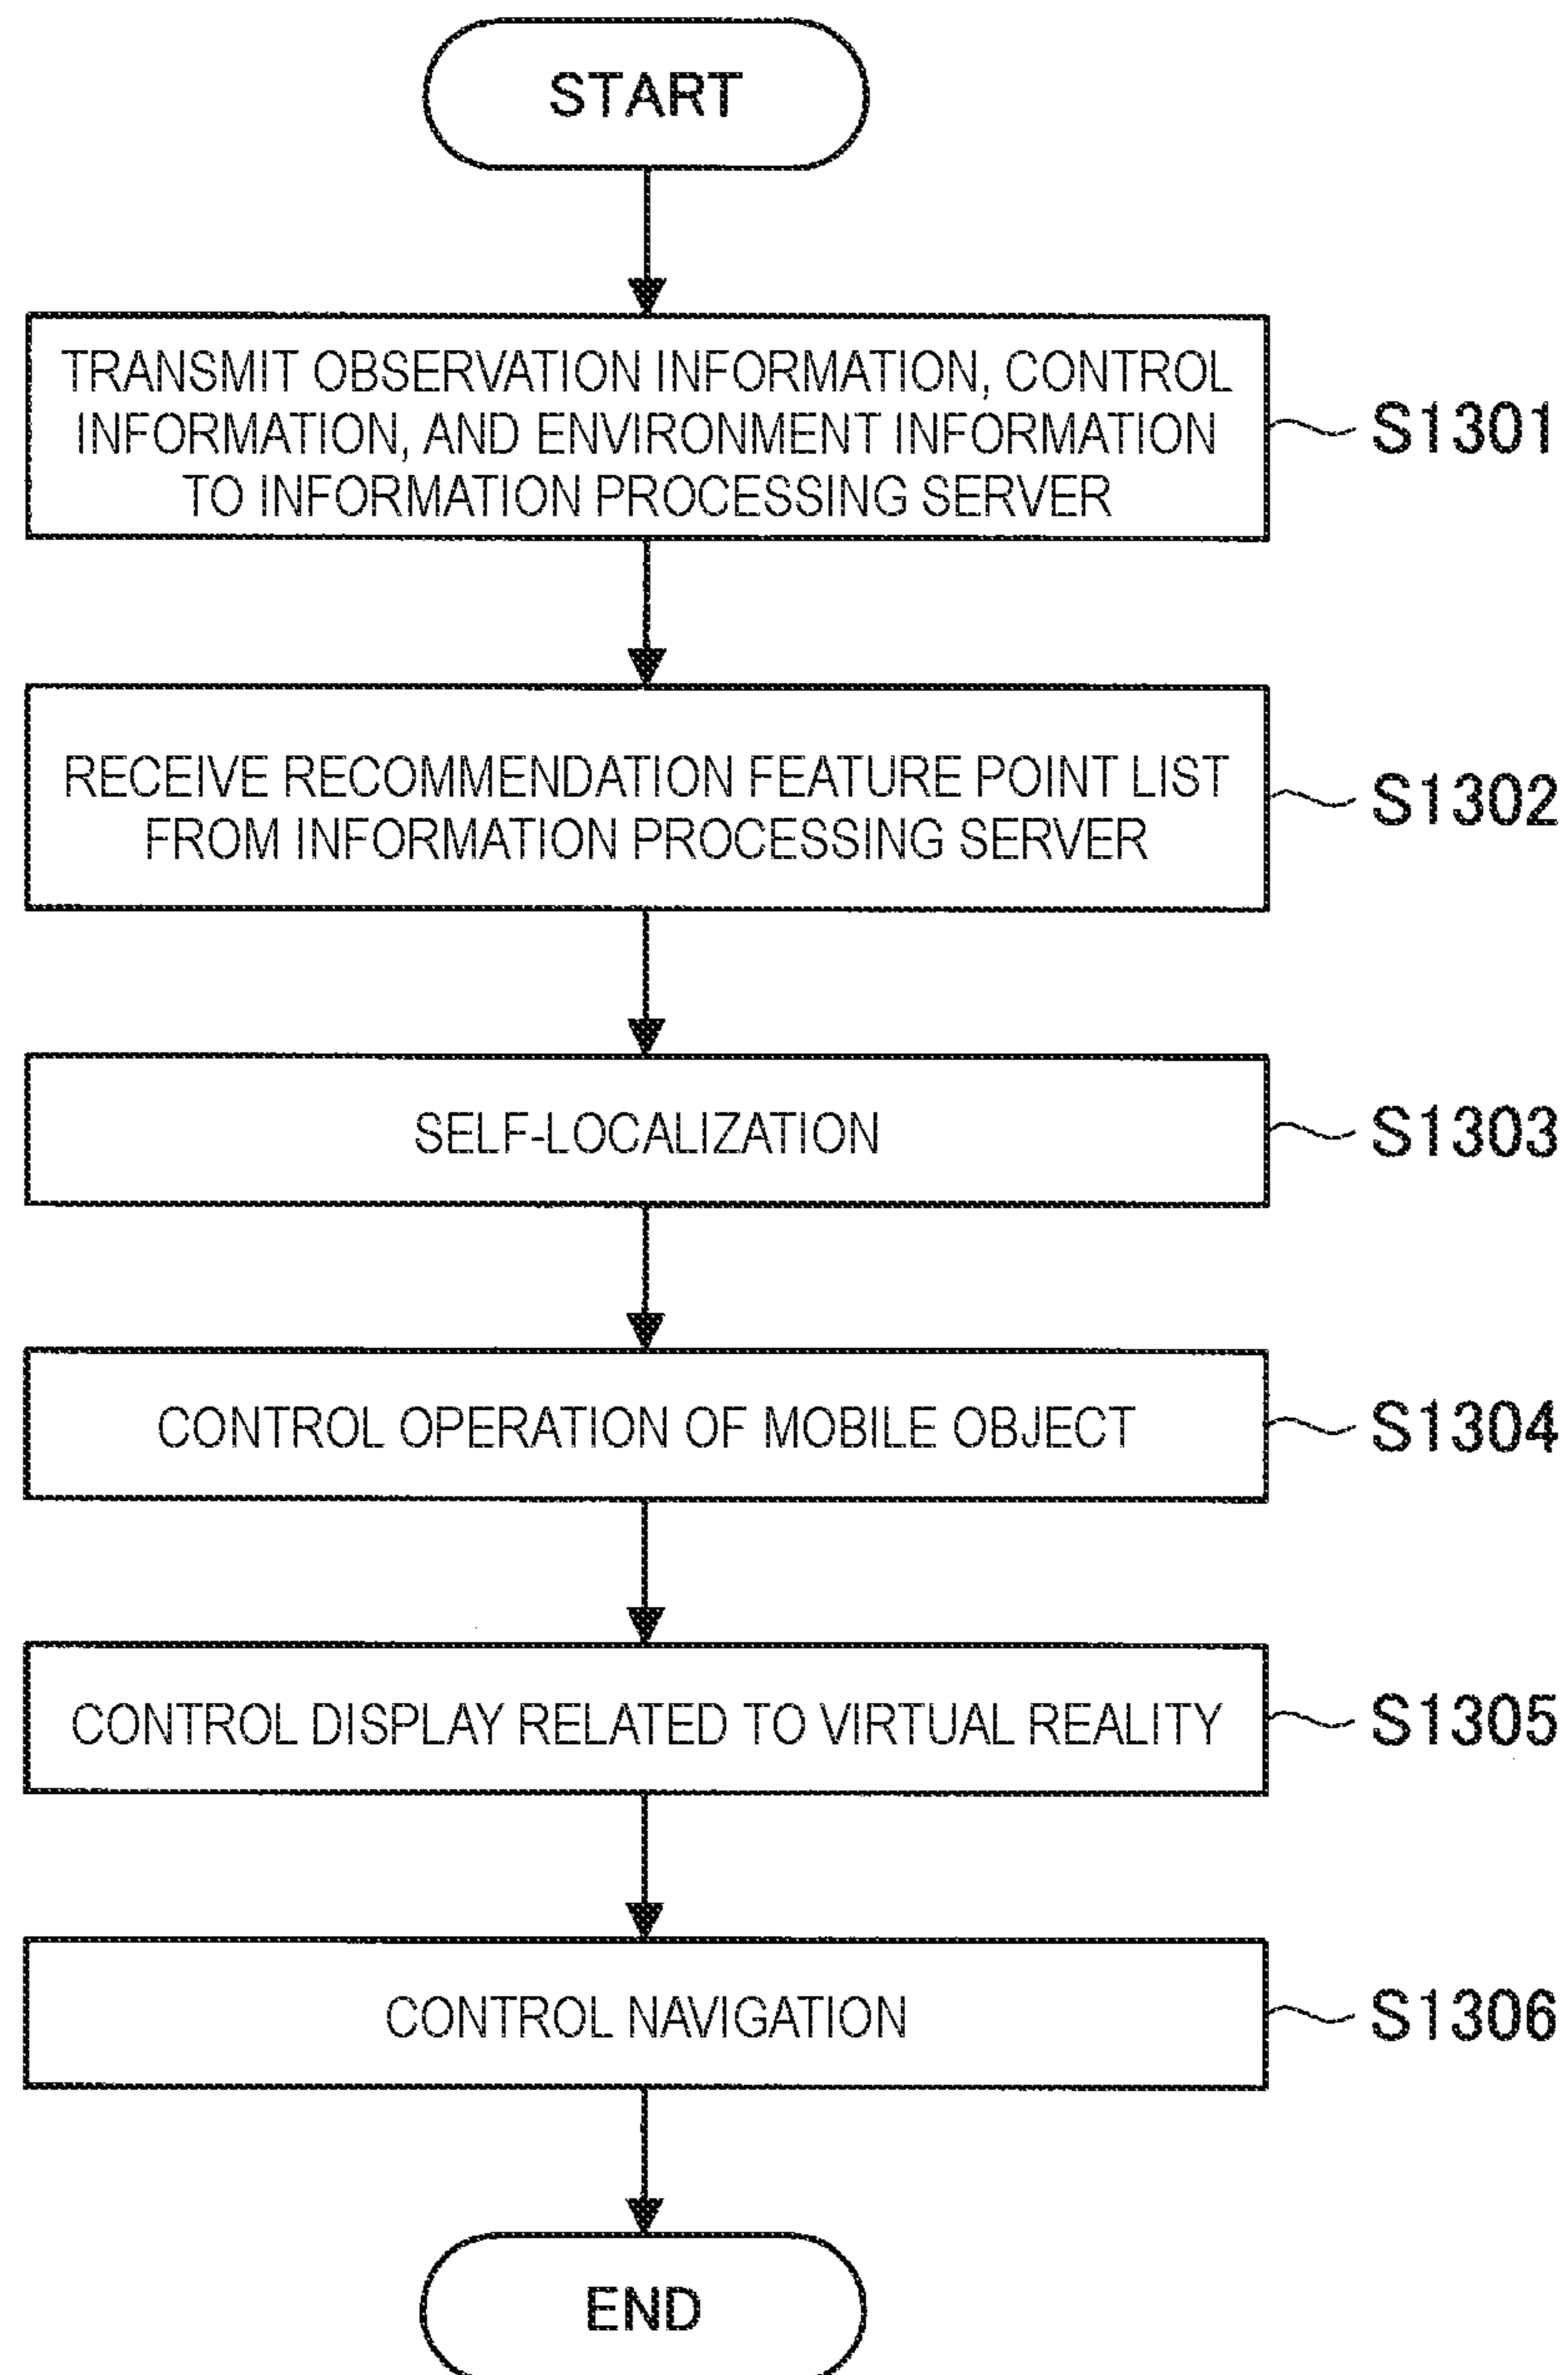 START
TRANSMIT OBSERVATION INFORMATION, CONTROL
INFORMATION, AND ENVIRONMENT INFORMATION
TO INFORMATION PROCESSING SERVER
S1301
RECEIVE RECOMMENDATION FEATURE POINT LIST
FROM INFORMATION PROCESSING SERVER
S1302
SELF-LOCALIZATION
S1303
CONTROL OPERATION OF MOBILE OBJECT
S1304
CONTROL DISPLAY RELATED TO VIRTUAL REALITY
S1305
CONTROL NAVIGATION
S1306
END